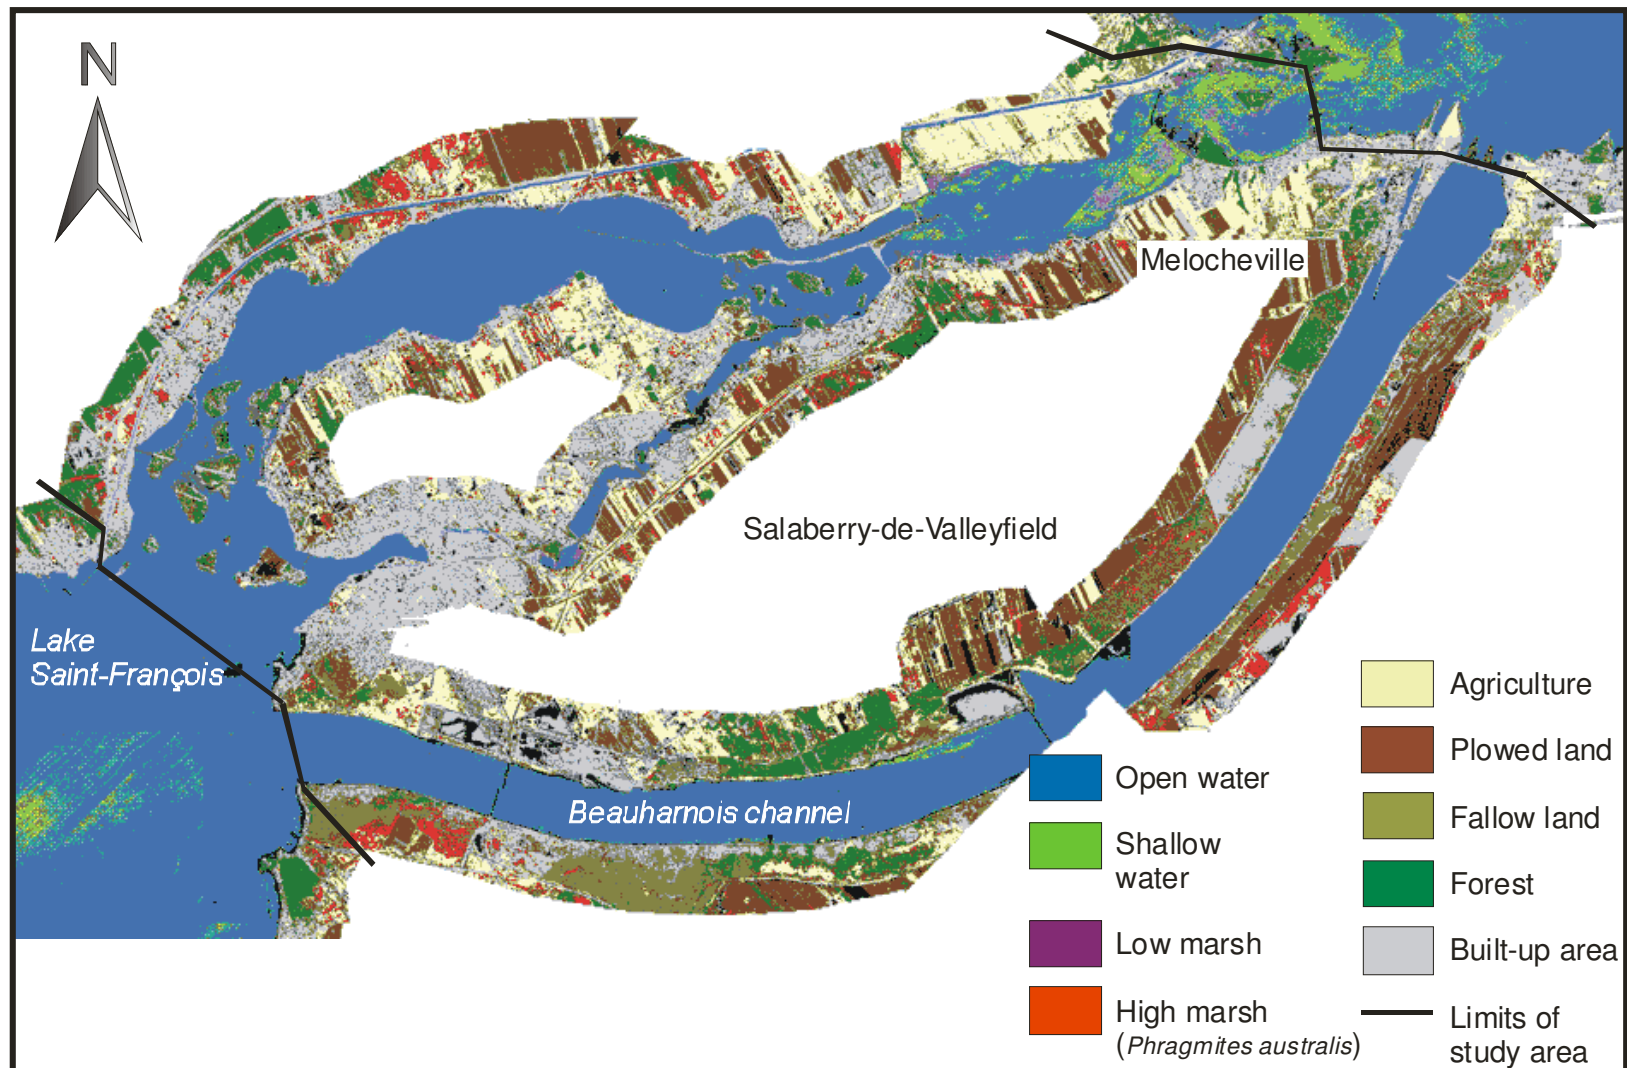 N
Melocheville
Salaberry-de-Valleyfield
Lake
Saint-François
Beauharnois channel
Open water
Shallow
water
Low marsh
High marsh
(Phragmites australis)
Agriculture
Plowed land
Fallow land
Forest
Built-up area
Limits of
study area